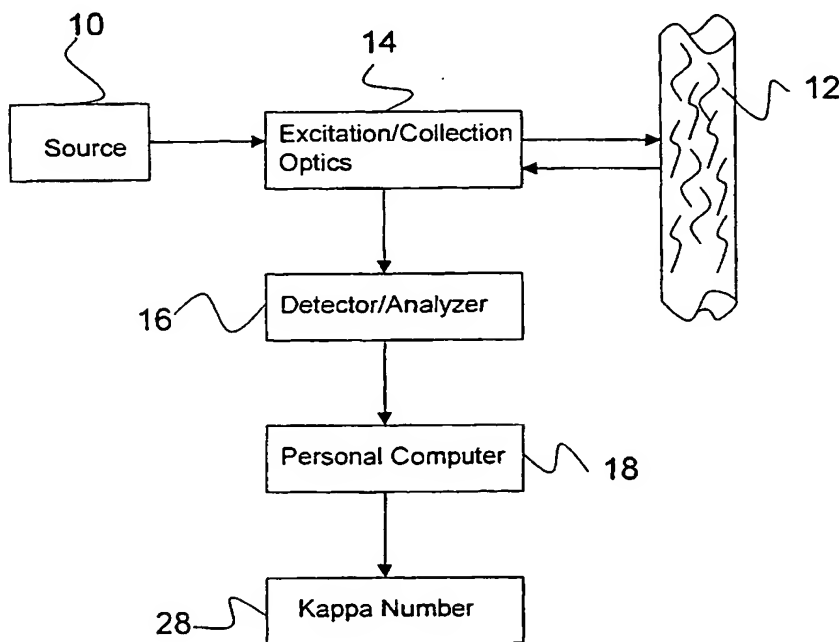 10
14
12
Source
Excitation/Collection
Optics
16
Detector/Analyzer
Personal Computer
18
28
Kappa Number